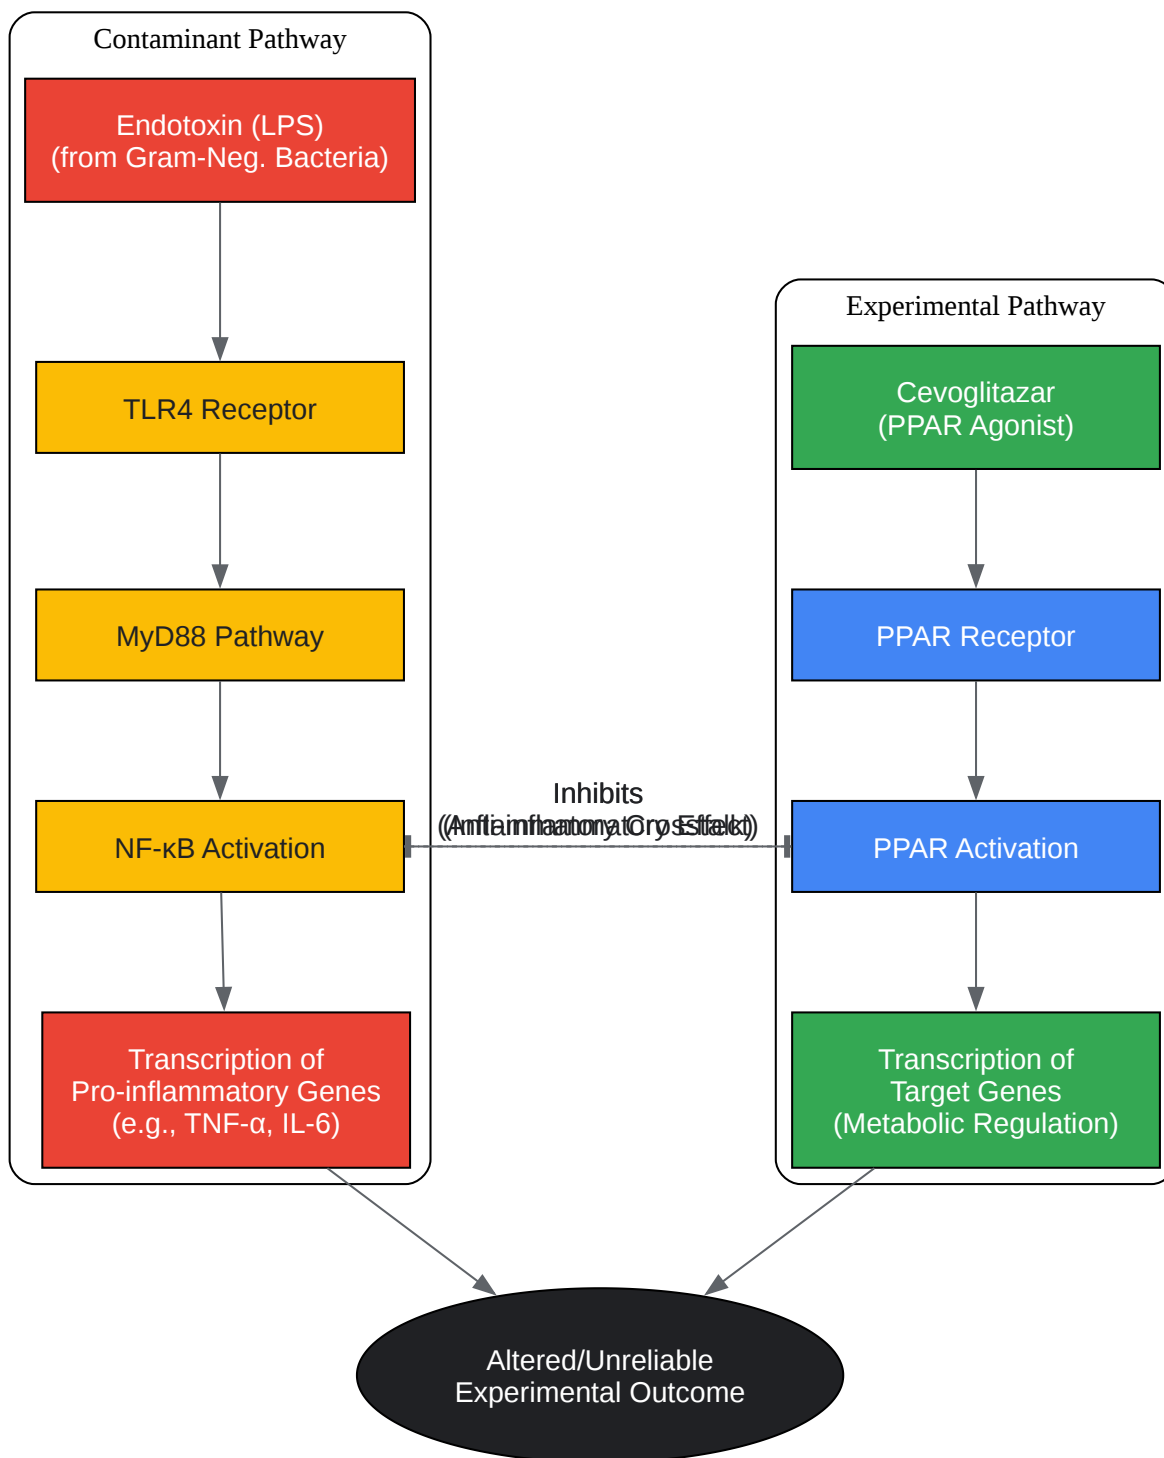 Contaminant Pathway
Endotoxin (LPS)
(from Gram-Neg. Bacteria)
TLR4 Receptor
MyD88 Pathway
NF-κB Activation
Transcription of
Pro-inflammatory Genes
(e.g., TNF-α, IL-6)
Inhibits
Experimental Pathway
Cevoglitazar
(PPAR Agonist)
PPAR Receptor
PPAR Activation
Transcription of
Target Genes
(Metabolic Regulation)
Altered/Unreliable
Experimental Outcome